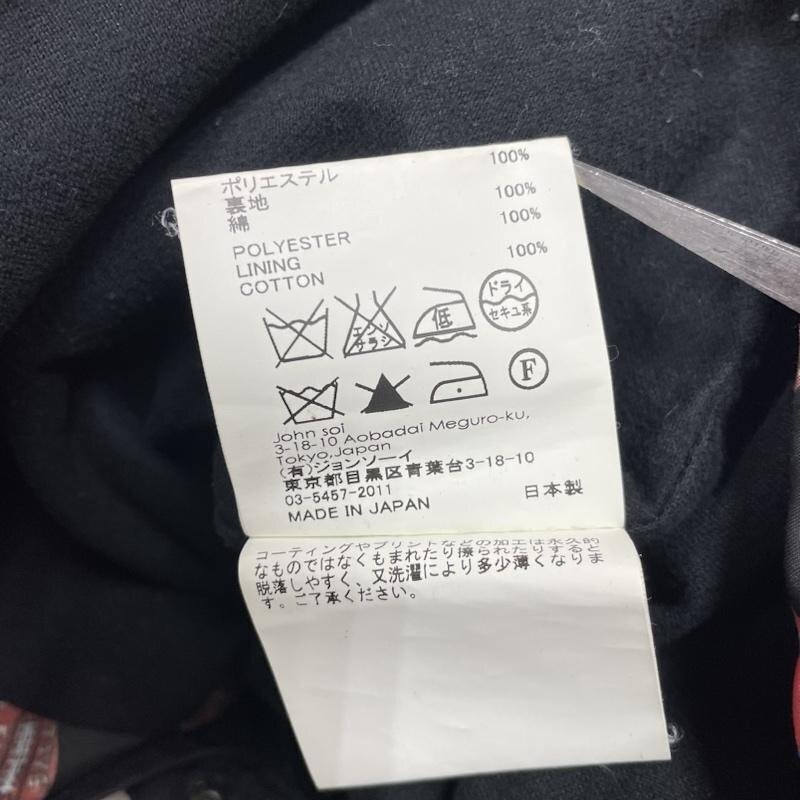 ポリエステル 100%
裏地
綿 100%
100%
POLYESTER
LINING
COTTON 100%
エンソ
サラシ
低
ドライ
セキユ系
F
John soi
3-18-10 Aobadai Meguro-ku,
Tokyo,Japan
(有)ジョンソーイ
東京都目黒区青葉台3-18-10
03-5457-2011
日本製
MADE IN JAPAN
コーティングやプリントなどの加工は永久的
なものではなくもまれたり擦られたりすると
脱落しやすく、又洗濯により多少薄くなりま
す。ご了承ください。